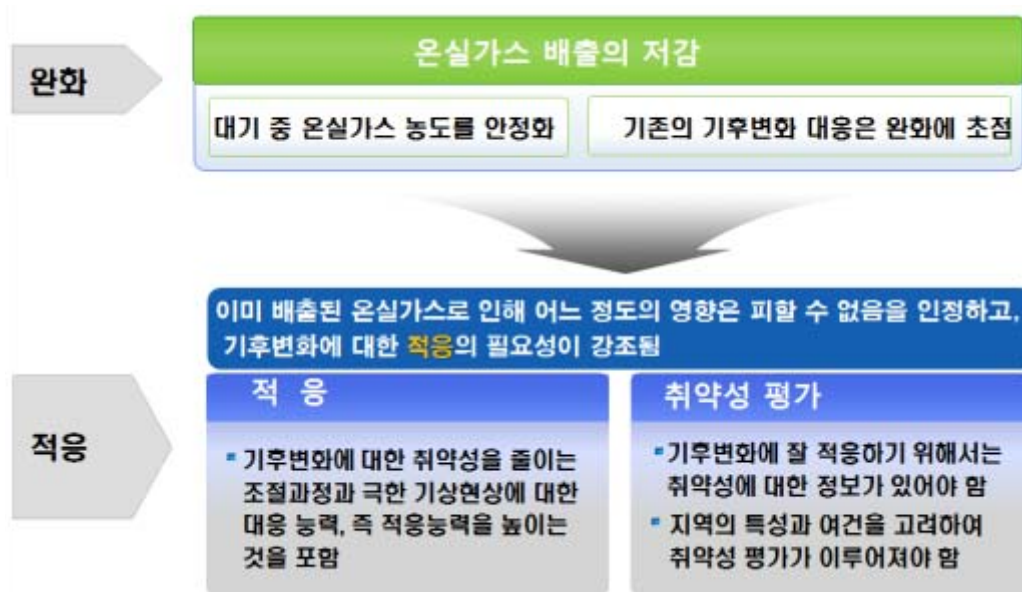 완화
온실가스 배출의 저감
대기 중 온실가스 농도를 안정화
기존의 기후변화 대응은 완화에 초점
이미 배출된 온실가스로 인해 어느 정도의 영향은 피할 수 없음을 인정하고,
기후변화에 대한 적응의 필요성이 강조됨
적응
적 응
▪ 기후변화에 대한 취약성을 줄이는
조절과정과 극한 기상현상에 대한
대응 능력, 즉 적응능력을 높이는
것을 포함
취약성 평가
▪기후변화에 잘 적응하기 위해서는
취약성에 대한 정보가 있어야 함
▪ 지역의 특성과 여건을 고려하여
취약성 평가가 이루어져야 함